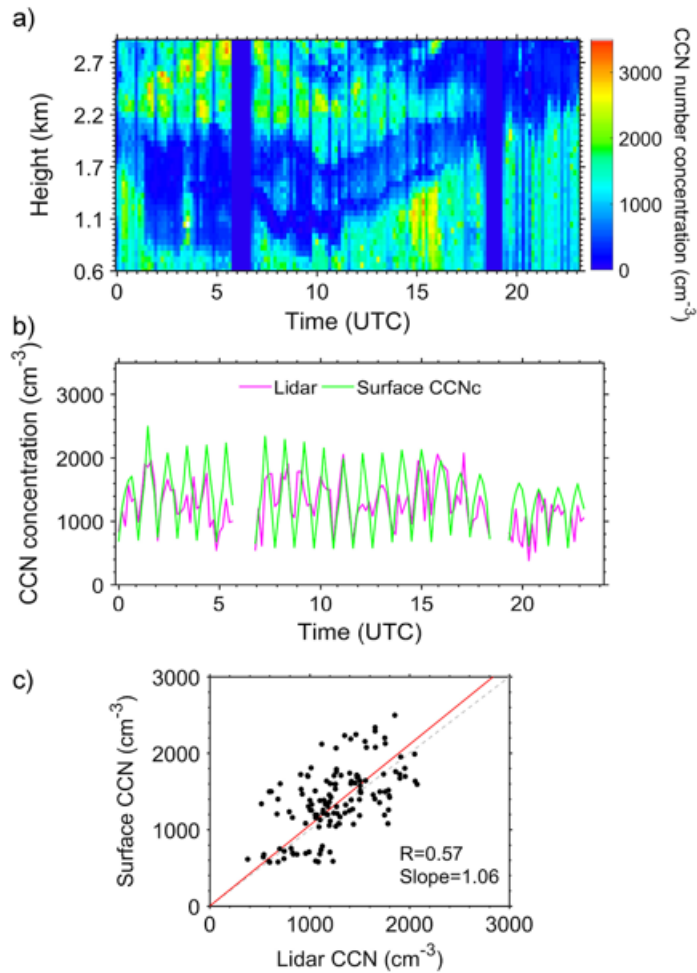 a)
Height (km)
2.7
2.2
1.7
1.1
0.6
0 5 10 15 20
Time (UTC)
3000
2000
1000
0
CCN number concentration (cm⁻³)
b)
CCN concentration (cm⁻³)
3000
2000
1000
0
Lidar Surface CCNc
0 5 10 15 20
Time (UTC)
c)
Surface CCN (cm⁻³)
3000
2000
1000
0
R=0.57
Slope=1.06
0 1000 2000 3000
Lidar CCN (cm⁻³)